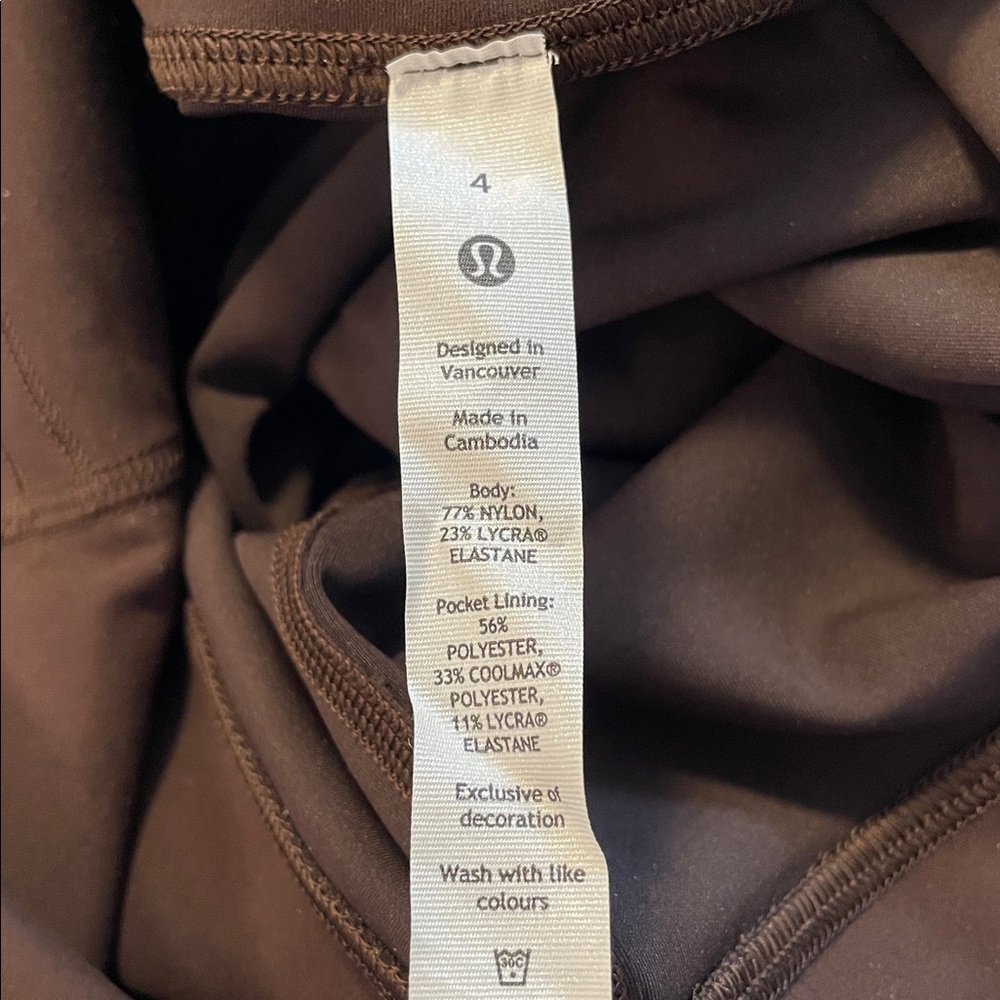 4
Designed in
Vancouver
Made in
Cambodia
Body:
77% NYLON,
23% LYCRA®
ELASTANE
Pocket Lining:
56%
POLYESTER,
33% COOLMAX®
POLYESTER,
11% LYCRA®
ELASTANE
Exclusive of
decoration
Wash with like
colours
30C